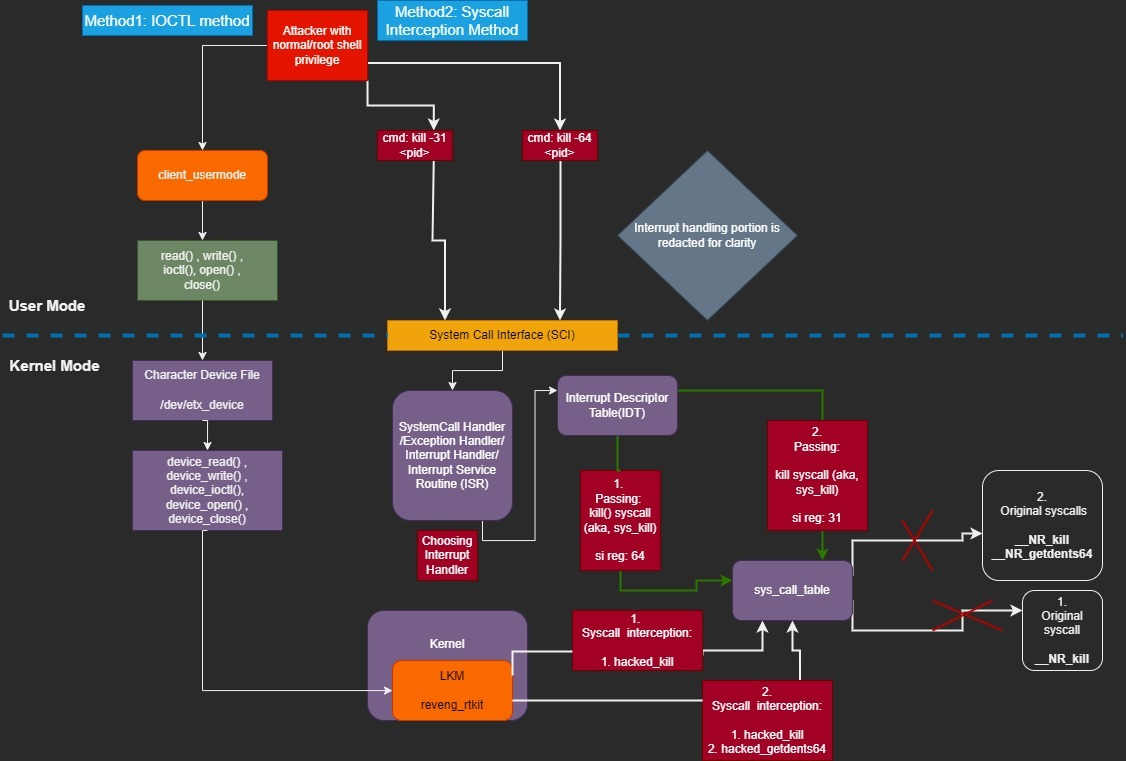 Method1: IOCTL method
Attacker with
normal/root shell
privilege
Method2: Syscall
Interception Method
cmd: kill -31
<pid>
cmd: kill -64
<pid>
client_usermode
Interrupt handling portion is
redacted for clarity
read() , write() ,
ioctl(), open() ,
close()
User Mode
System Call Interface (SCI)
Kernel Mode
Character Device File
/dev/etx_device
SystemCall Handler
/Exception Handler/
Interrupt Handler/
Interrupt Service
Routine (ISR)
Interrupt Descriptor
Table(IDT)
device_read() ,
device_write() ,
device_ioctl(),
device_open() ,
device_close()
Choosing
Interrupt
Handler
1.
Passing:
kill() syscall
(aka, sys_kill)
si reg: 64
2.
Passing:
kill syscall (aka,
sys_kill)
si reg: 31
2.
Original syscalls
__NR_kill
__NR_getdents64
sys_call_table
1.
Original
syscall
__NR_kill
Kernel
LKM
reveng_rtkit
1.
Syscall interception:
1. hacked_kill
2.
Syscall interception:
1. hacked_kill
2. hacked_getdents64